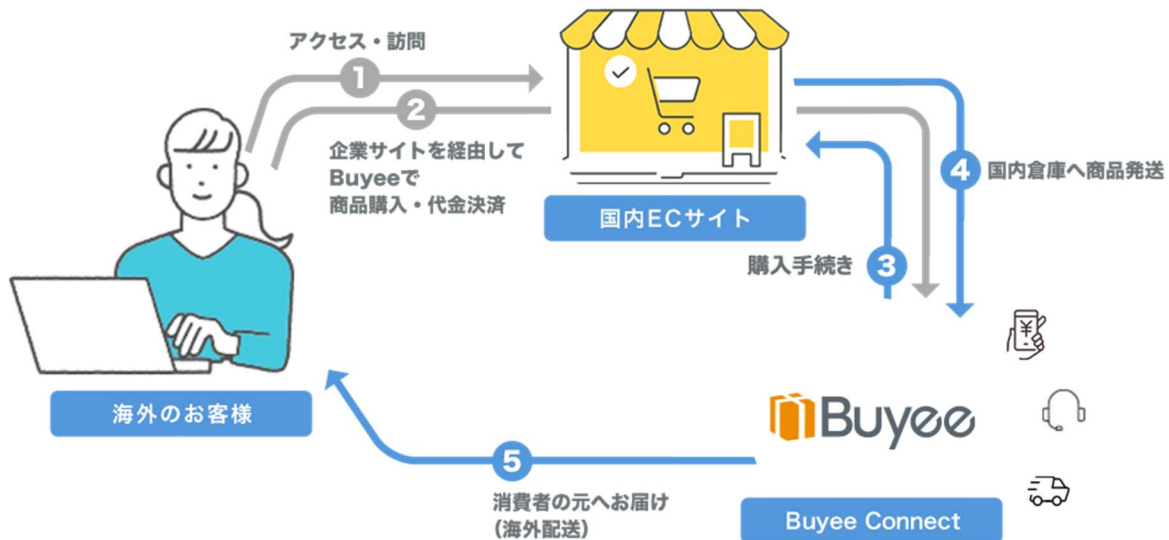 アクセス・訪問
1
2
企業サイトを経由して
Buyeeで
商品購入・代金決済
国内ECサイト
購入手続き
3
4
国内倉庫へ商品発送
¥
海外のお客様
Buyee
5
消費者の元へお届け
(海外配送)
Buyee Connect